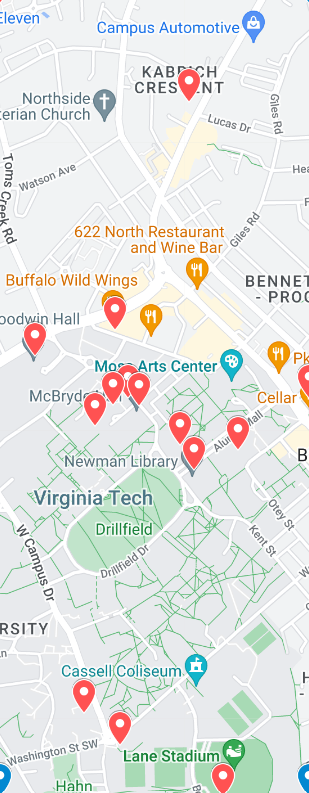 Eleven
Campus Automotive
KABRICH
CRESCENT
Northside
terian Church
Giles Rd
Lucas Dr
Hea
Toms Creek Rd
Watson Ave
622 North Restaurant
and Wine Bar
Giles Rd
Buffalo Wild Wings
BENNET
- PROG
oodwin Hall
Moss Arts Center
Pk
McBryde
Cellar
Alu Mall
Newman Library
B
Virginia Tech
Otey St
Drillfield
Kent St
W Campus Dr
Drillfield Dr
W
RSITY
Cassell Coliseum
H
Washington St SW
Lane Stadium
Hahn
B